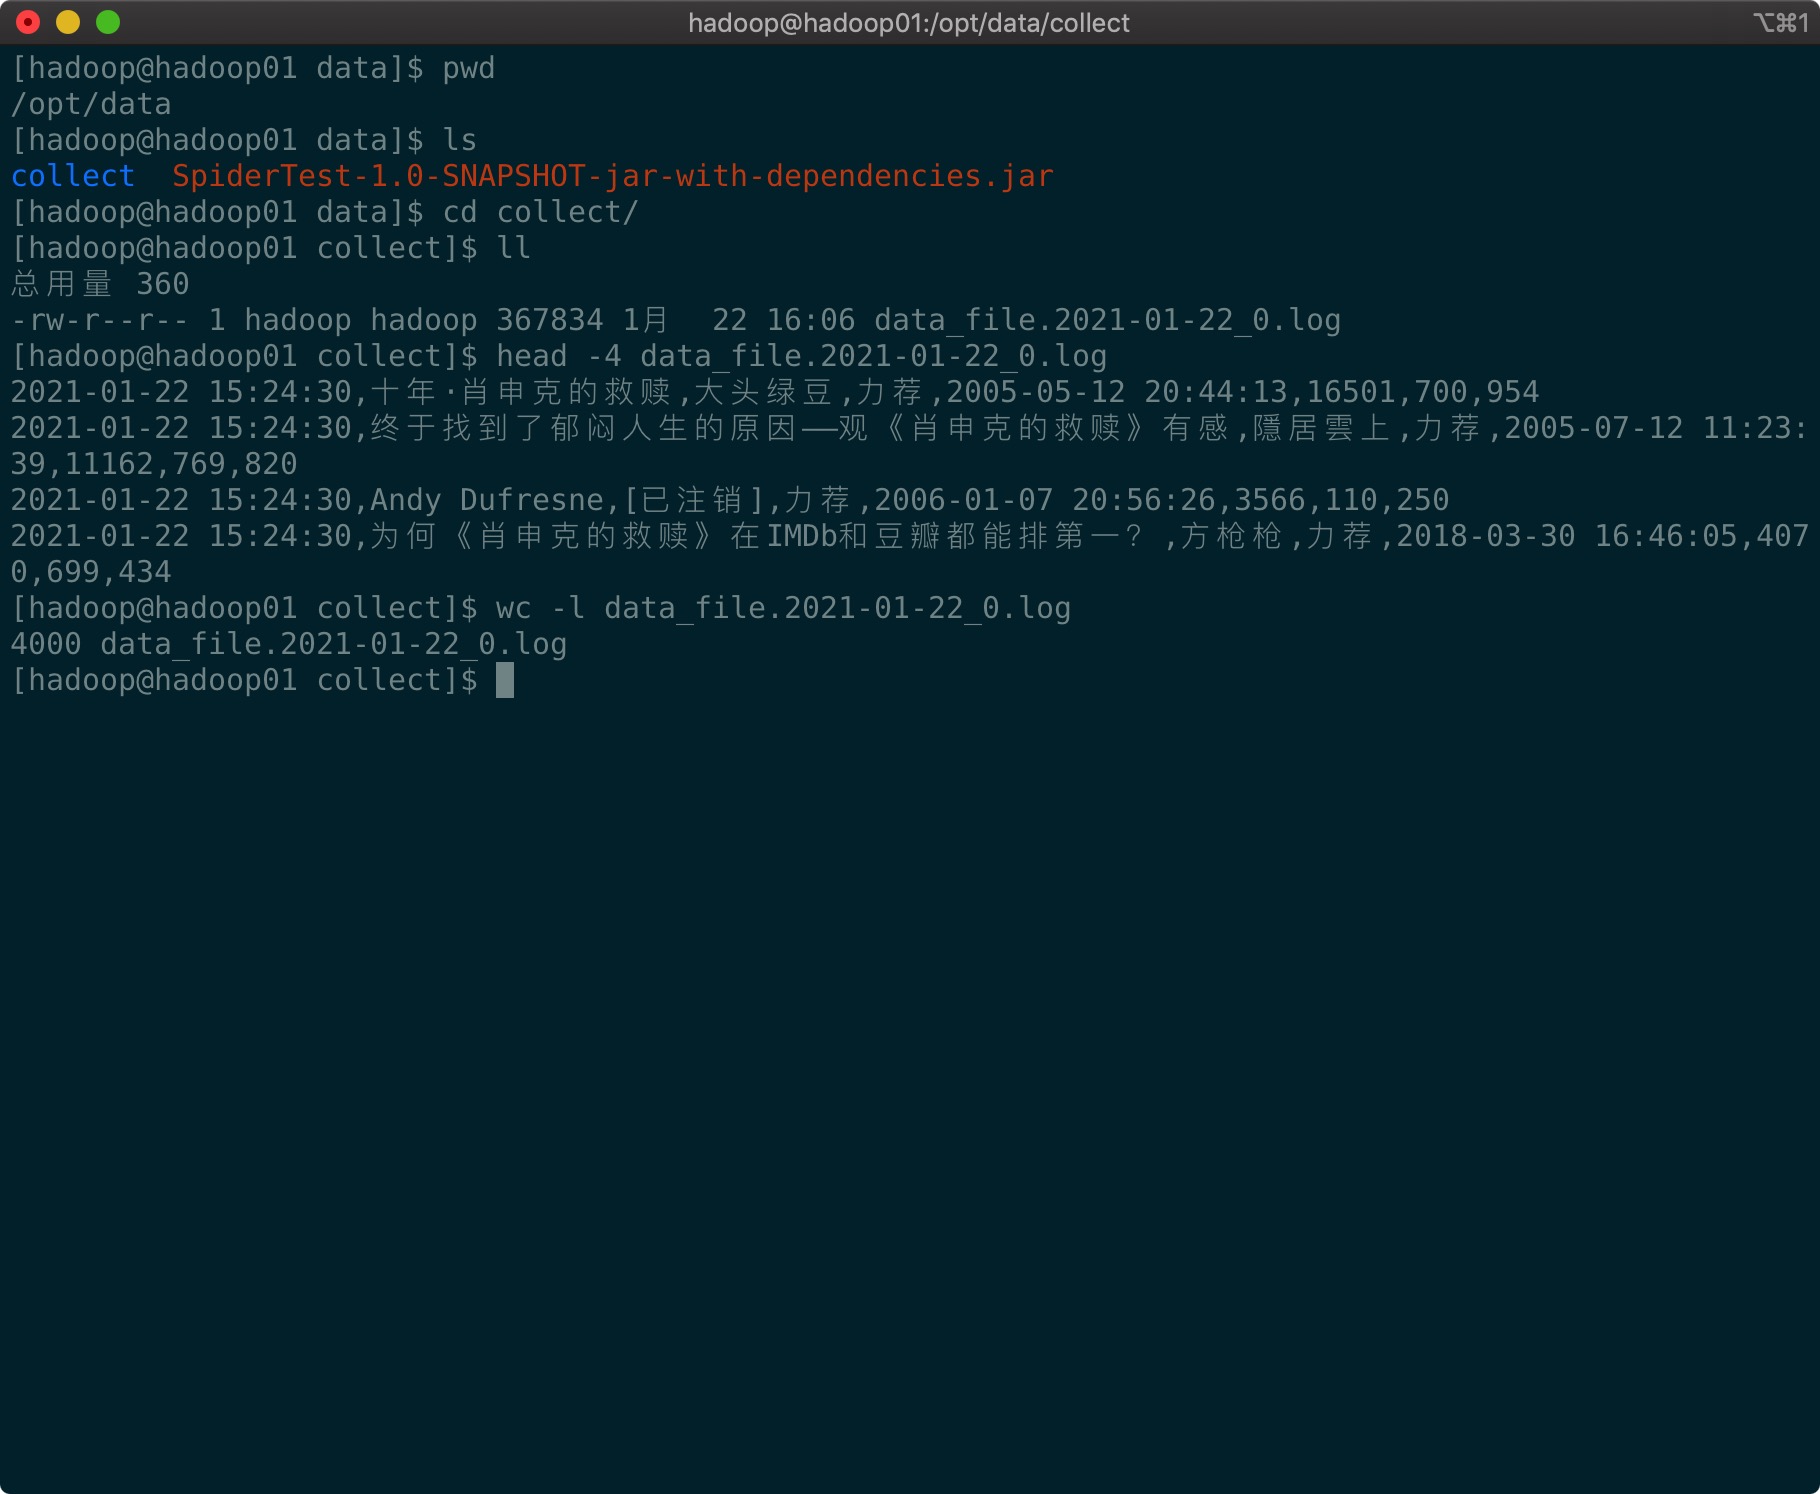 hadoop@hadoop01:/opt/data/collect ⌥⌘1
[hadoop@hadoop01 data]$ pwd
/opt/data
[hadoop@hadoop01 data]$ ls
collect  SpiderTest-1.0-SNAPSHOT-jar-with-dependencies.jar
[hadoop@hadoop01 data]$ cd collect/
[hadoop@hadoop01 collect]$ ll
总用量 360
-rw-r--r-- 1 hadoop hadoop 367834 1月  22 16:06 data_file.2021-01-22_0.log
[hadoop@hadoop01 collect]$ head -4 data_file.2021-01-22_0.log
2021-01-22 15:24:30,十年·肖申克的救赎,大头绿豆,力荐,2005-05-12 20:44:13,16501,700,954
2021-01-22 15:24:30,终于找到了郁闷人生的原因——观《肖申克的救赎》有感,隱居雲上,力荐,2005-07-12 11:23:
39,11162,769,820
2021-01-22 15:24:30,Andy Dufresne,[已注销],力荐,2006-01-07 20:56:26,3566,110,250
2021-01-22 15:24:30,为何《肖申克的救赎》在IMDb和豆瓣都能排第一？,方枪枪,力荐,2018-03-30 16:46:05,407
0,699,434
[hadoop@hadoop01 collect]$ wc -l data_file.2021-01-22_0.log
4000 data_file.2021-01-22_0.log
[hadoop@hadoop01 collect]$